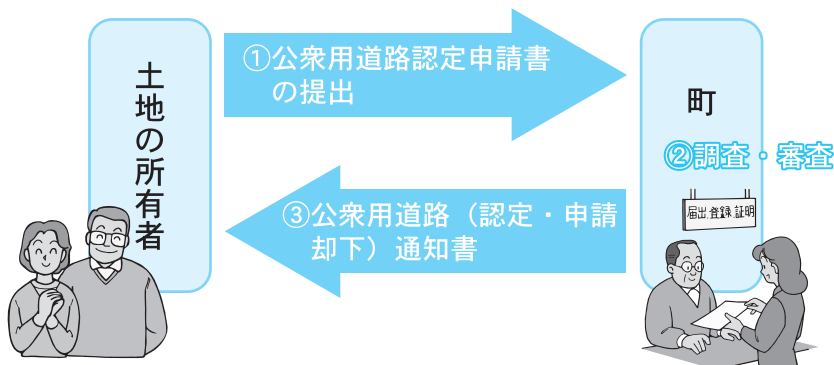 土地の所有者
①公衆用道路認定申請書
の提出
町
②調査・審査
届出.登録.証明
③公衆用道路（認定・申請
却下）通知書